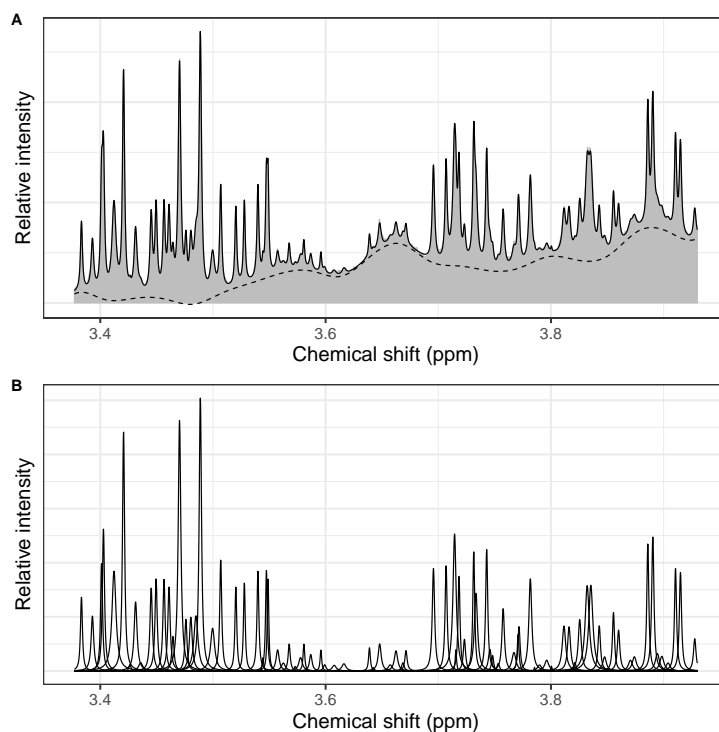 A
Relative intensity
3.4 3.6 3.8
Chemical shift (ppm)
B
Relative intensity
3.4 3.6 3.8
Chemical shift (ppm)